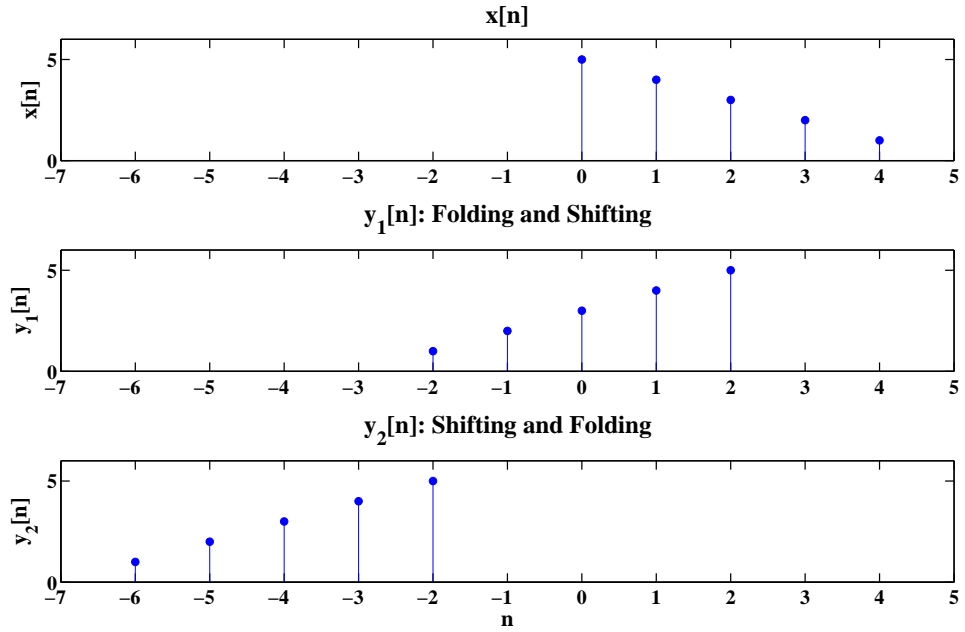 x[n]
5
x[n]
0
−7 −6 −5 −4 −3 −2 −1 0 1 2 3 4 5
y1[n]: Folding and Shifting
5
y1[n]
0
−7 −6 −5 −4 −3 −2 −1 0 1 2 3 4 5
y2[n]: Shifting and Folding
5
y2[n]
0
−7 −6 −5 −4 −3 −2 −1 0 1 2 3 4 5
n